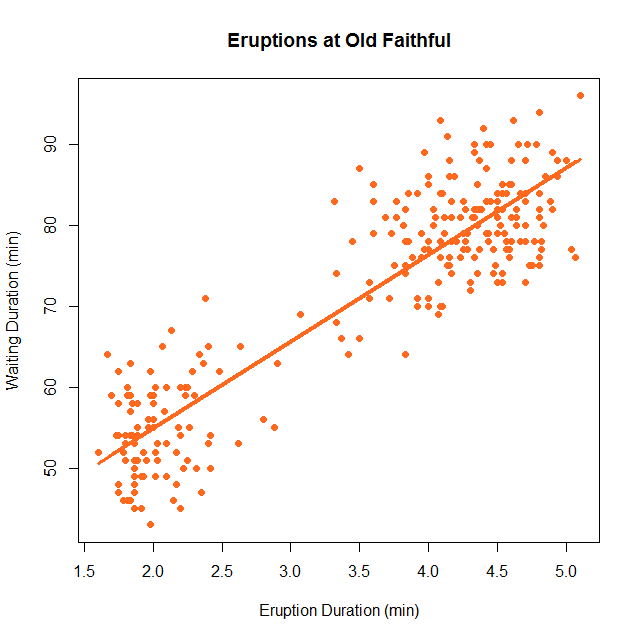 Eruptions at Old Faithful
90
80
70
60
50
Waiting Duration (min)
1.5 2.0 2.5 3.0 3.5 4.0 4.5 5.0
Eruption Duration (min)